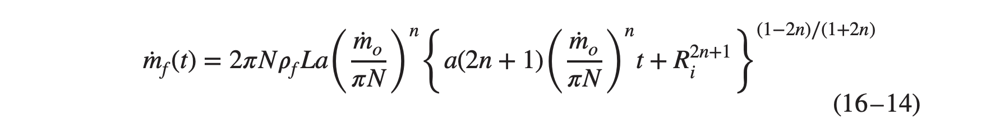 ṁ_f(t) = 2πNρ_f La(ṁ_o/πN)^n {a(2n + 1)(ṁ_o/πN)^n t + R_i^{2n+1}}^{(1−2n)/(1+2n)}
(16–14)